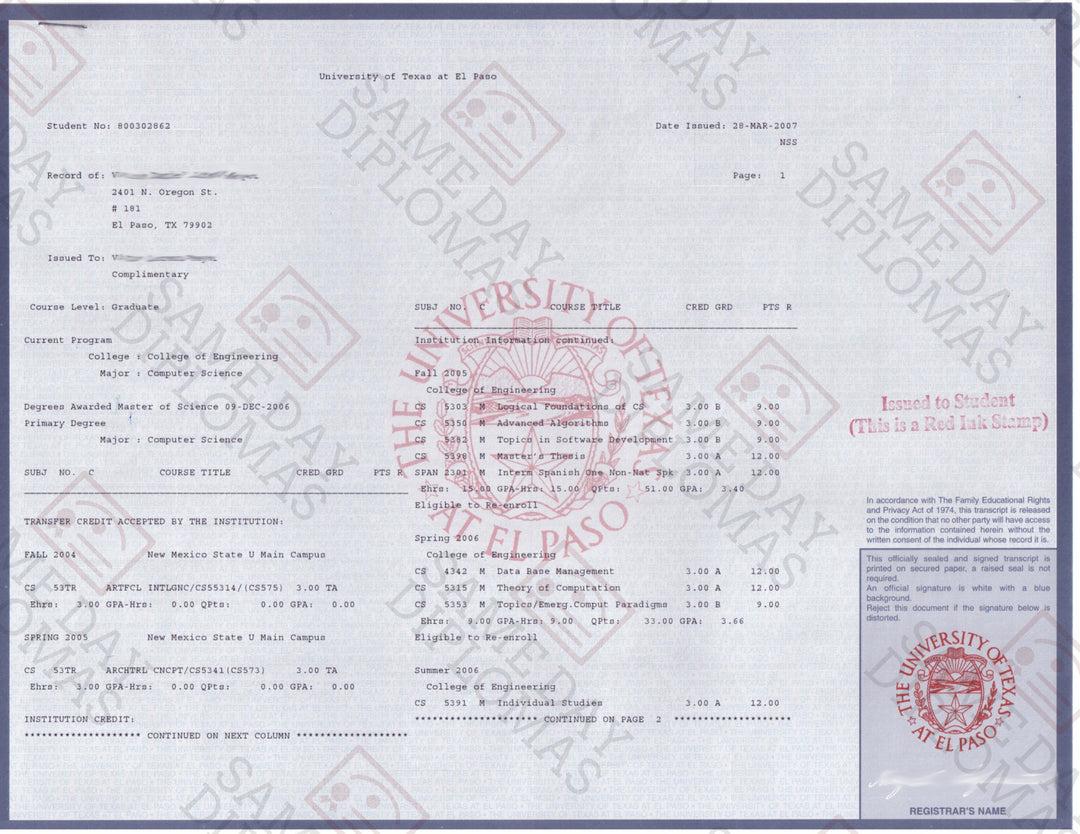 University of Texas at El Paso
Student No: 800302862
Date Issued: 28-MAR-2007
NSS
Record of: V
Page: 1
2401 N. Oregon St.
# 181
El Paso, TX 79902
Issued To: V
Complimentary
Course Level: Graduate
Current Program
College : College of Engineering
Major : Computer Science
Degrees Awarded Master of Science 09-DEC-2006
Primary Degree
Major : Computer Science
SUBJ NO. C COURSE TITLE CRED GRD PTS R
TRANSFER CREDIT ACCEPTED BY THE INSTITUTION:
FALL 2004 New Mexico State U Main Campus
CS 53TR ARTFCL INTLGNC/CS55314/(CS575) 3.00 TA
Ehrs: 3.00 GPA-Hrs: 0.00 QPts: 0.00 GPA: 0.00
SPRING 2005 New Mexico State U Main Campus
CS 53TR ARCHTRL CNCPT/CS5341(CS573) 3.00 TA
Ehrs: 3.00 GPA-Hrs: 0.00 QPts: 0.00 GPA: 0.00
INSTITUTION CREDIT:
******************** CONTINUED ON NEXT COLUMN *******************
SUBJ NO. C COURSE TITLE CRED GRD PTS R
Institution Information continued:
Fall 2005
College of Engineering
CS 5303 M Logical Foundations of CS 3.00 B 9.00
CS 5350 M Advanced Algorithms 3.00 B 9.00
CS 5382 M Topics in Software Development 3.00 B 9.00
CS 5398 M Master's Thesis 3.00 A 12.00
SPAN 2301 M Interm Spanish One Non-Nat Spk 3.00 A 12.00
Ehrs: 15.00 GPA-Hrs: 15.00 QPts: 51.00 GPA: 3.40
Eligible to Re-enroll
Spring 2006
College of Engineering
CS 4342 M Data Base Management 3.00 A 12.00
CS 5315 M Theory of Computation 3.00 A 12.00
CS 5353 M Topics/Emerg.Comput Paradigms 3.00 B 9.00
Ehrs: 9.00 GPA-Hrs: 9.00 QPts: 33.00 GPA: 3.66
Eligible to Re-enroll
Summer 2006
College of Engineering
CS 5391 M Individual Studies 3.00 A 12.00
********************* CONTINUED ON PAGE 2 ********************
THE UNIVERSITY OF TEXAS
AT EL PASO
Issued to Student
(This is a Red Ink Stamp)
In accordance with The Family Educational Rights
and Privacy Act of 1974, this transcript is released
on the condition that no other party will have access
to the information contained herein without the
written consent of the individual whose record it is.
This officially sealed and signed transcript is
printed on secured paper, a raised seal is not
required.
An official signature is white with a blue
background.
Reject this document if the signature below is
distorted.
THE UNIVERSITY OF TEXAS
AT EL PASO
REGISTRAR'S NAME
SAME DAY
DIPLOMAS